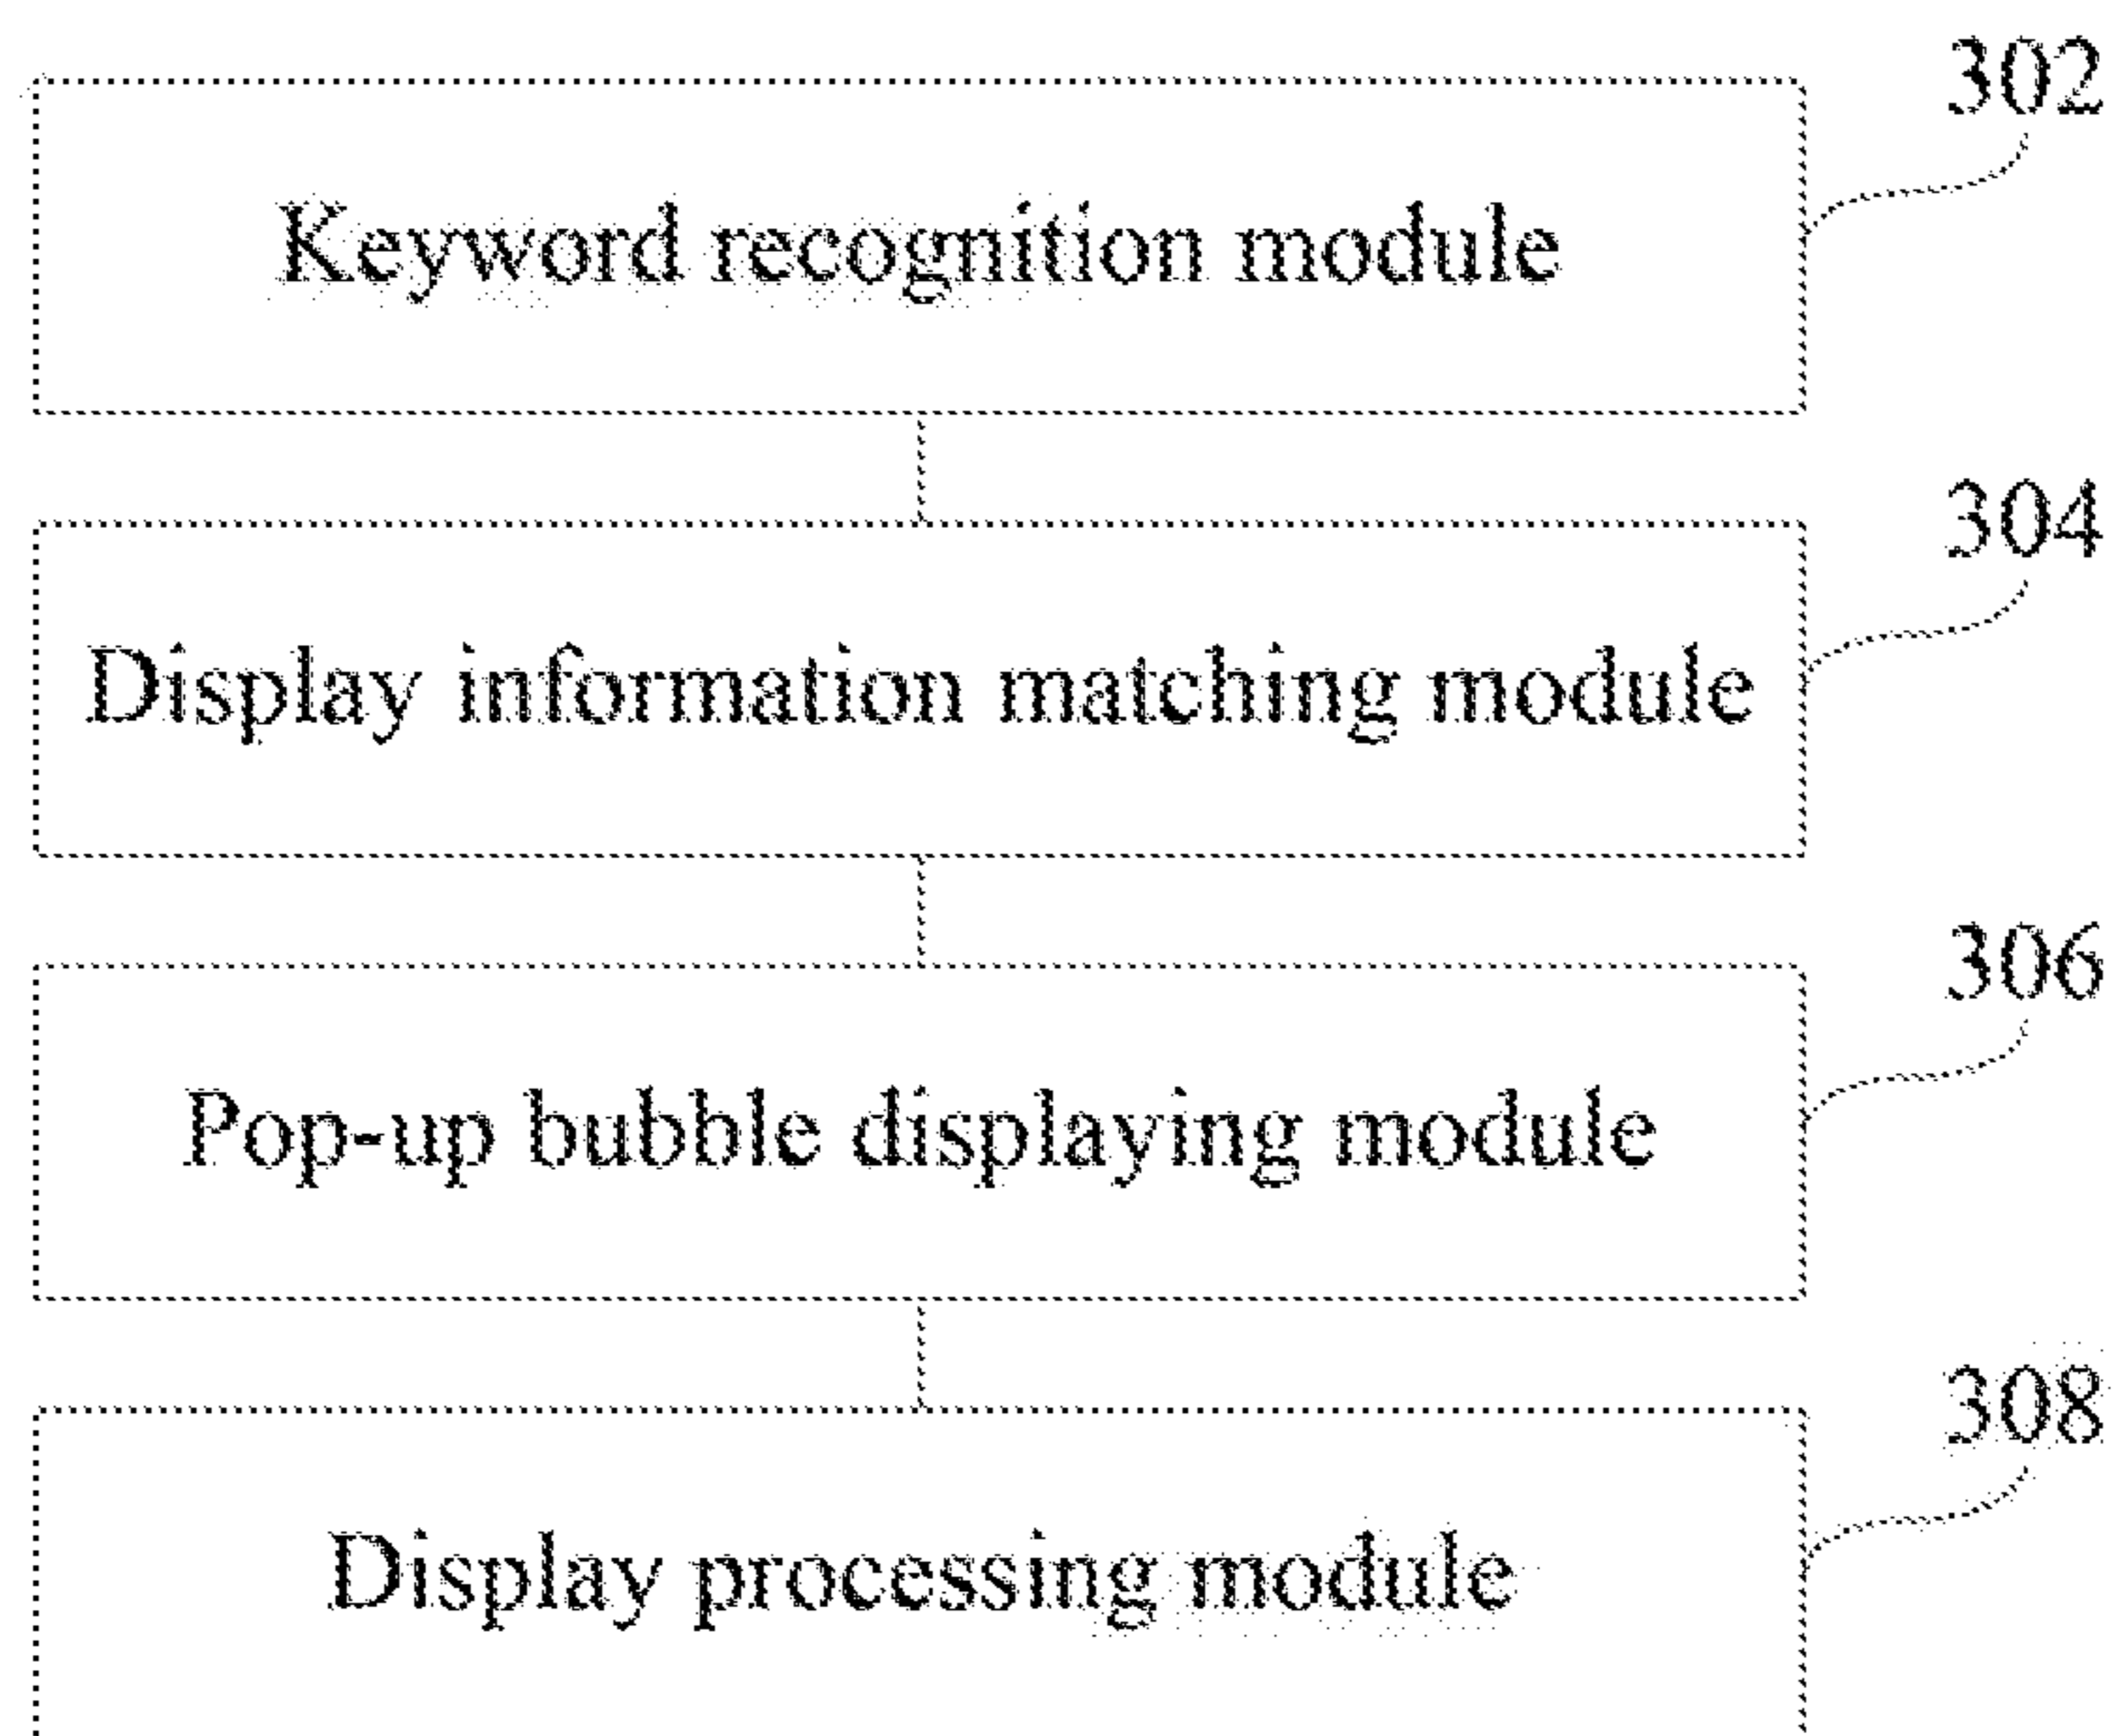 302
Keyword recognition module
304
Display information matching module
306
Pop-up bubble displaying module
308
Display processing module